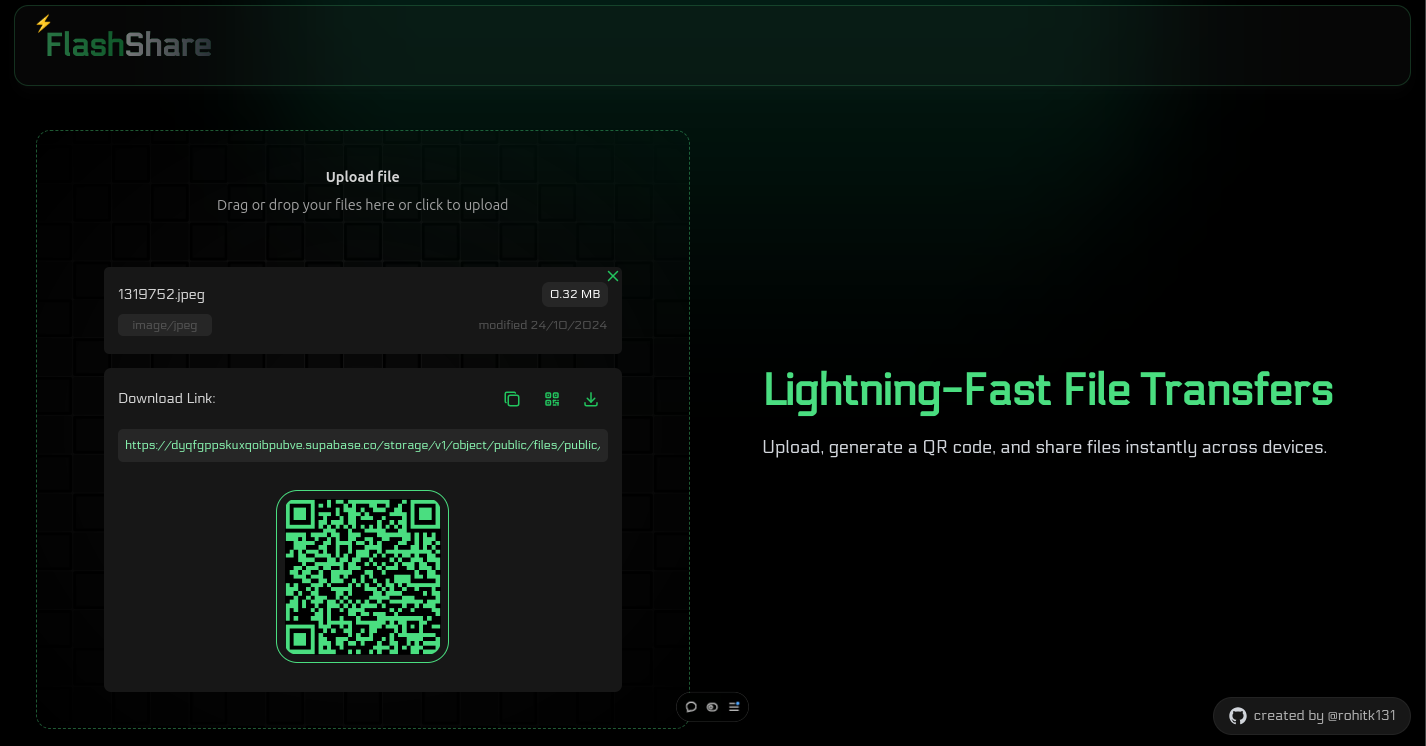 ⚡FlashShare
Upload file
Drag or drop your files here or click to upload
1319752.jpeg
0.32 MB
image/jpeg
modified 24/10/2024
Download Link:
https://dyqfgppskuxqoibpubve.supabase.co/storage/v1/object/public/files/public/
Lightning-Fast File Transfers
Upload, generate a QR code, and share files instantly across devices.
created by @rohitk131